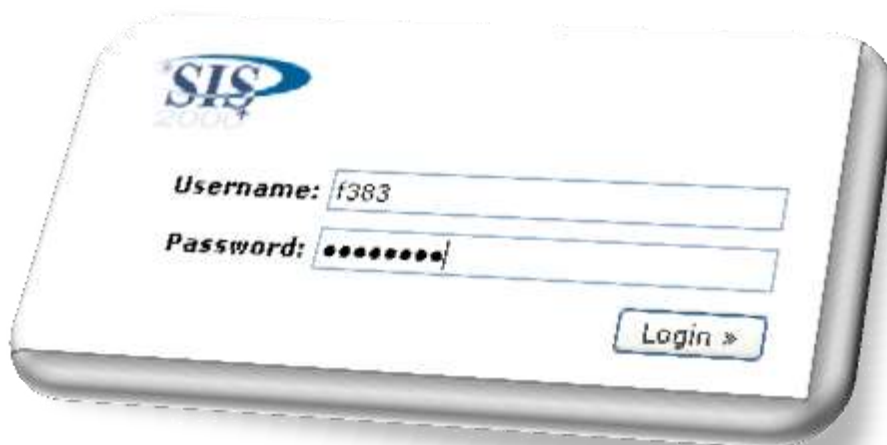 SIS
2000+
Username: f383
Password: ••••••••
Login »